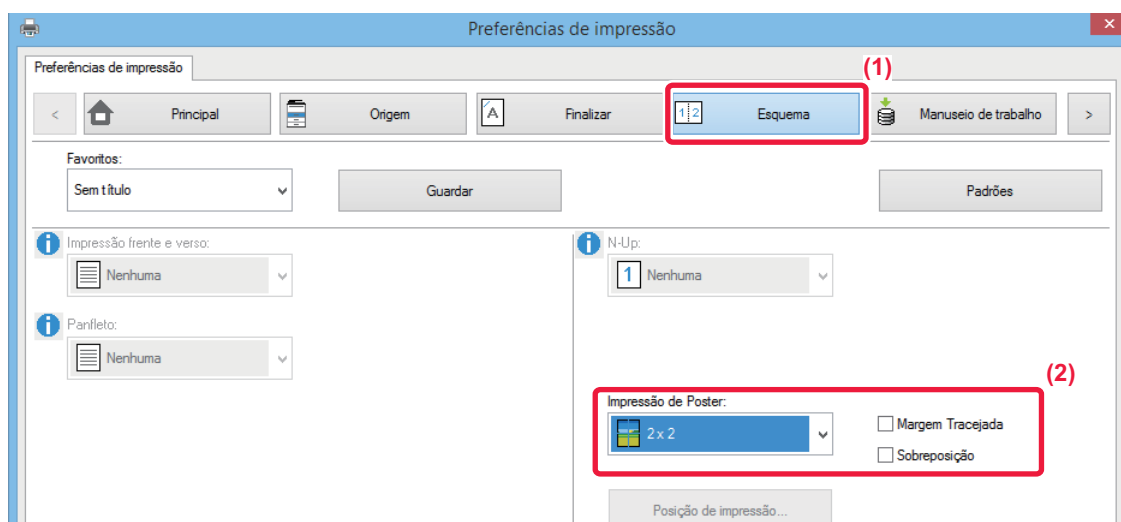 Preferências de impressão
Preferências de impressão
(1)
< Principal Origem A Finalizar 1 2 Esquema Manuseio de trabalho >
Favoritos:
Sem título Guardar Padrões
Impressão frente e verso: N-Up:
Nenhuma 1 Nenhuma
Panfleto:
Nenhuma
(2)
Impressão de Poster:
2 x 2 Margem Tracejada
Sobreposição
Posição de impressão...